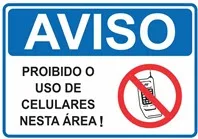 AVISO
PROIBIDO O
USO DE
CELULARES
NESTA ÁREA!